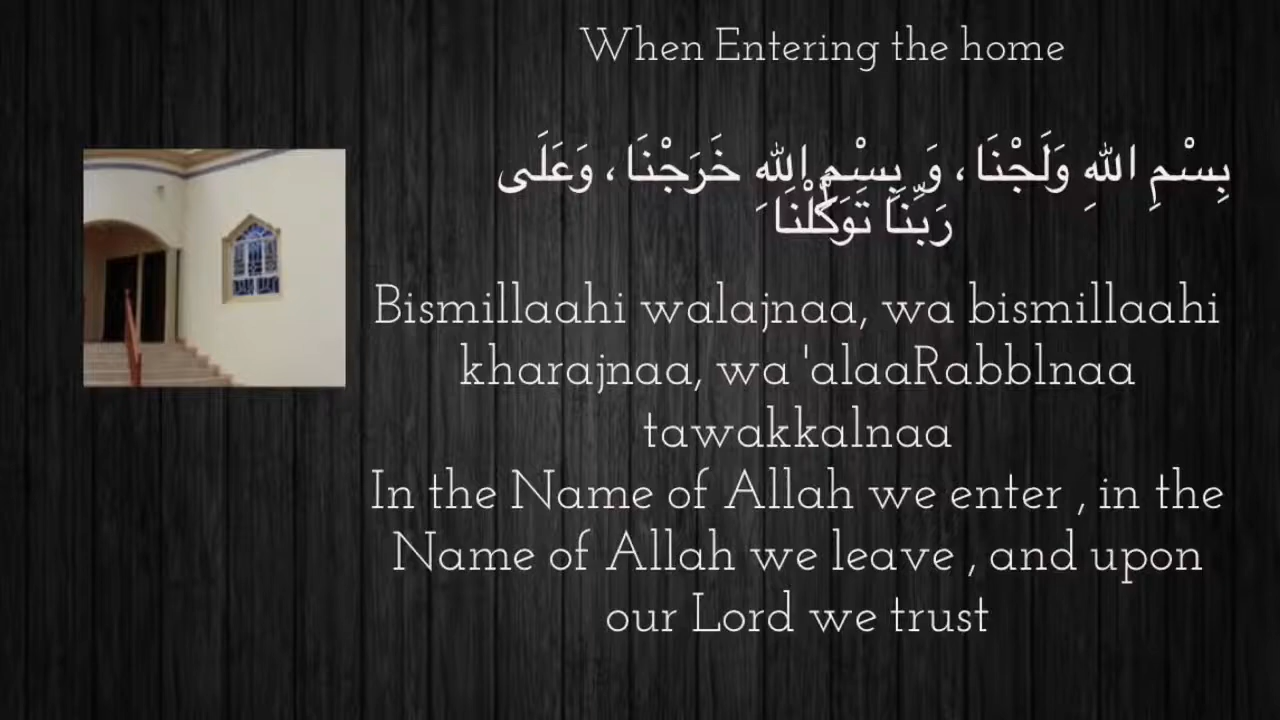 When Entering the home
بِسْمِ اللهِ وَلَجْنَا، وَ بِسْمِ اللهِ خَرَجْنَا، وَعَلَى
رَبِّنَا تَوَكَّلْنَا
Bismillaahi walajnaa, wa bismillaahi
kharajnaa, wa 'alaaRabblnaa
tawakkalnaa
In the Name of Allah we enter , in the
Name of Allah we leave , and upon
our Lord we trust